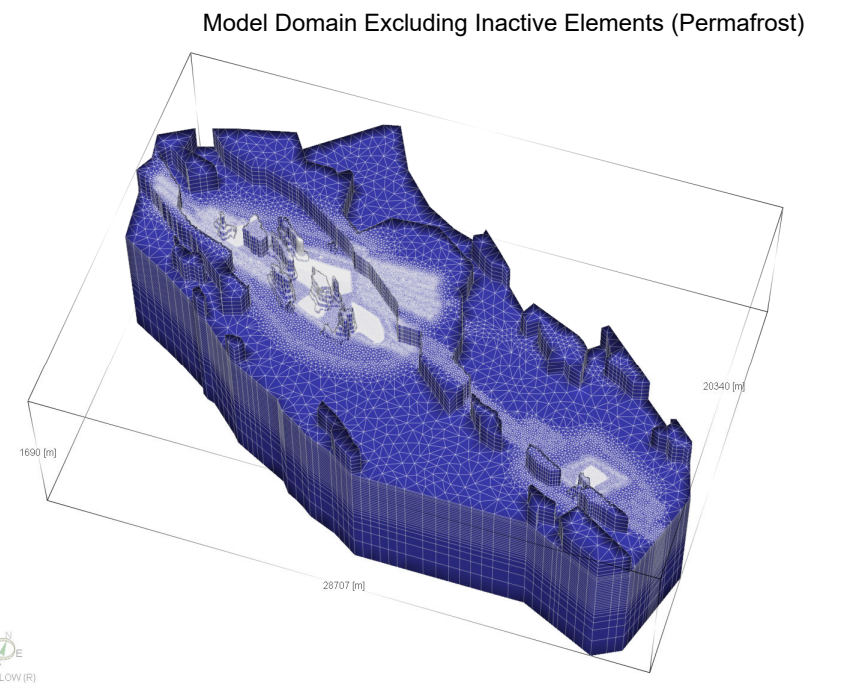 Model Domain Excluding Inactive Elements (Permafrost)
20340 [m]
1690 [m]
28707 [m]
N
E
LOW (R)